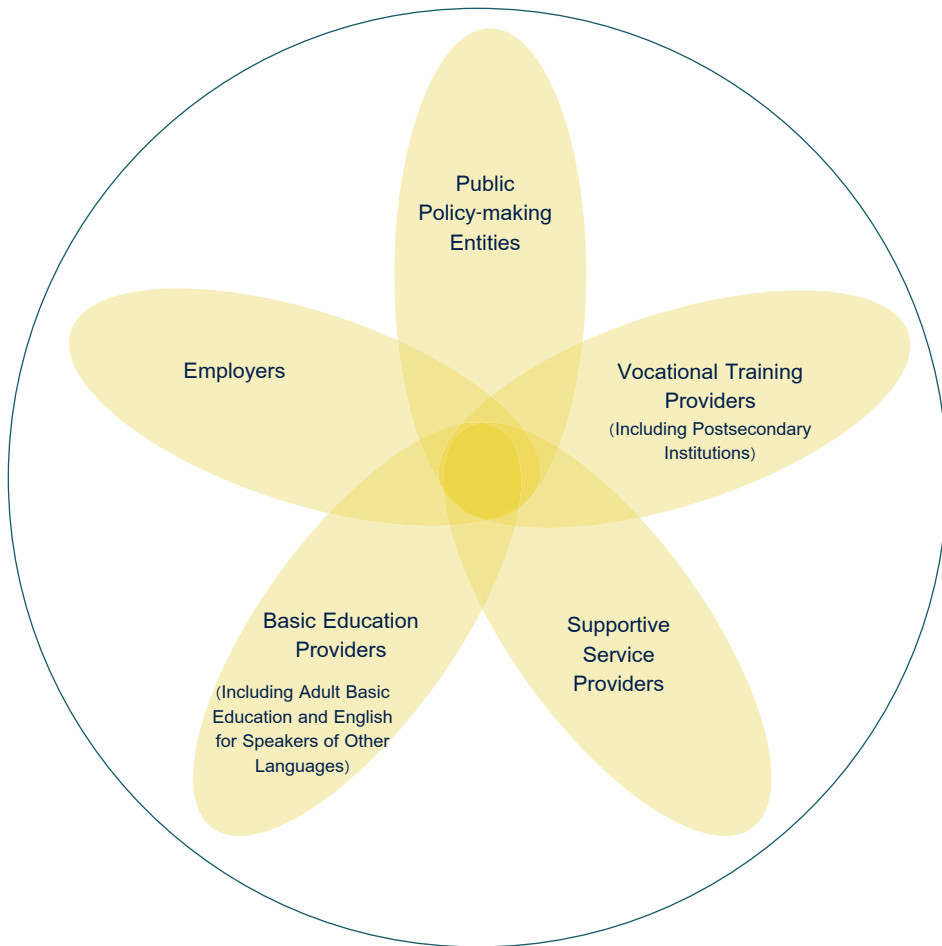 Public
Policy-making
Entities
Employers
Vocational Training
Providers
(Including Postsecondary
Institutions)
Basic Education
Providers
(Including Adult Basic
Education and English
for Speakers of Other
Languages)
Supportive
Service
Providers